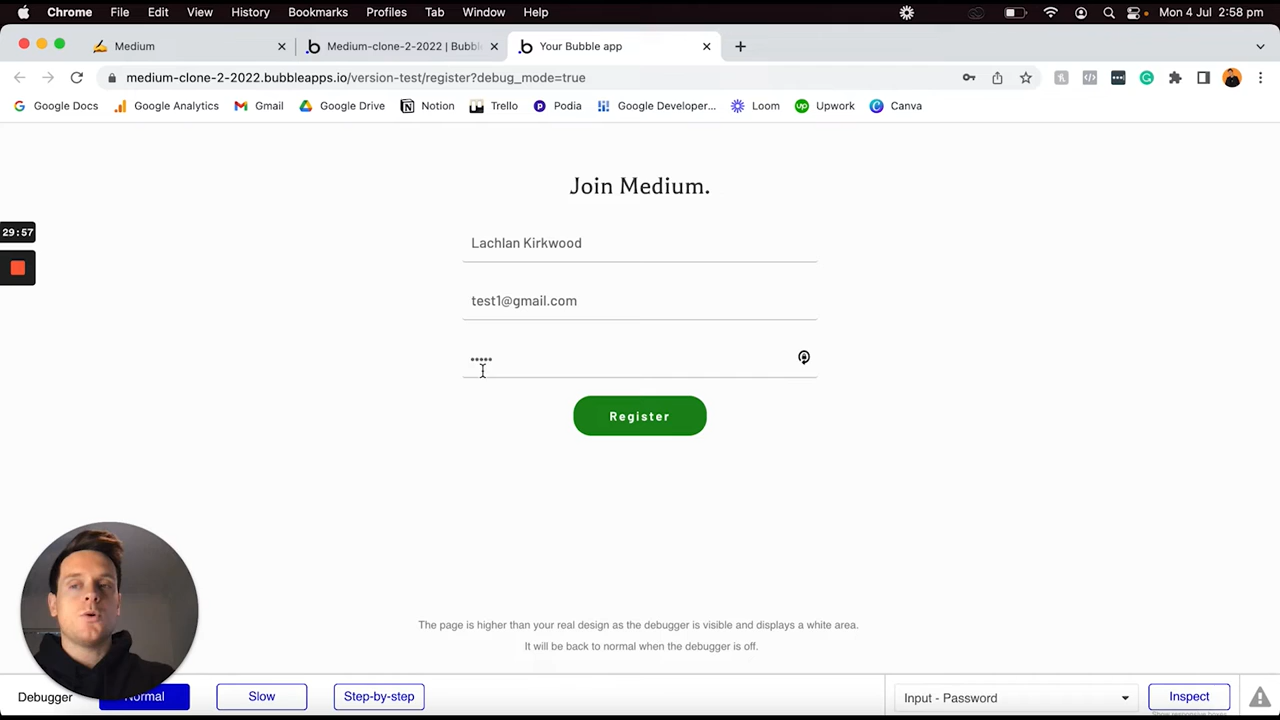 Chrome File Edit View History Bookmarks Profiles Tab Window Help Mon 4 Jul 2:58 pm
Medium
Medium-clone-2-2022 | Bubbl
Your Bubble app
medium-clone-2-2022.bubbleapps.io/version-test/register?debug_mode=true
Google Docs Google Analytics Gmail Google Drive Notion Trello Podia Google Developer... Loom Upwork Canva
Join Medium.
29:57
Lachlan Kirkwood
test1@gmail.com
Register
The page is higher than your real design as the debugger is visible and displays a white area.
It will be back to normal when the debugger is off.
Debugger Normal Slow Step-by-step Input - Password Inspect